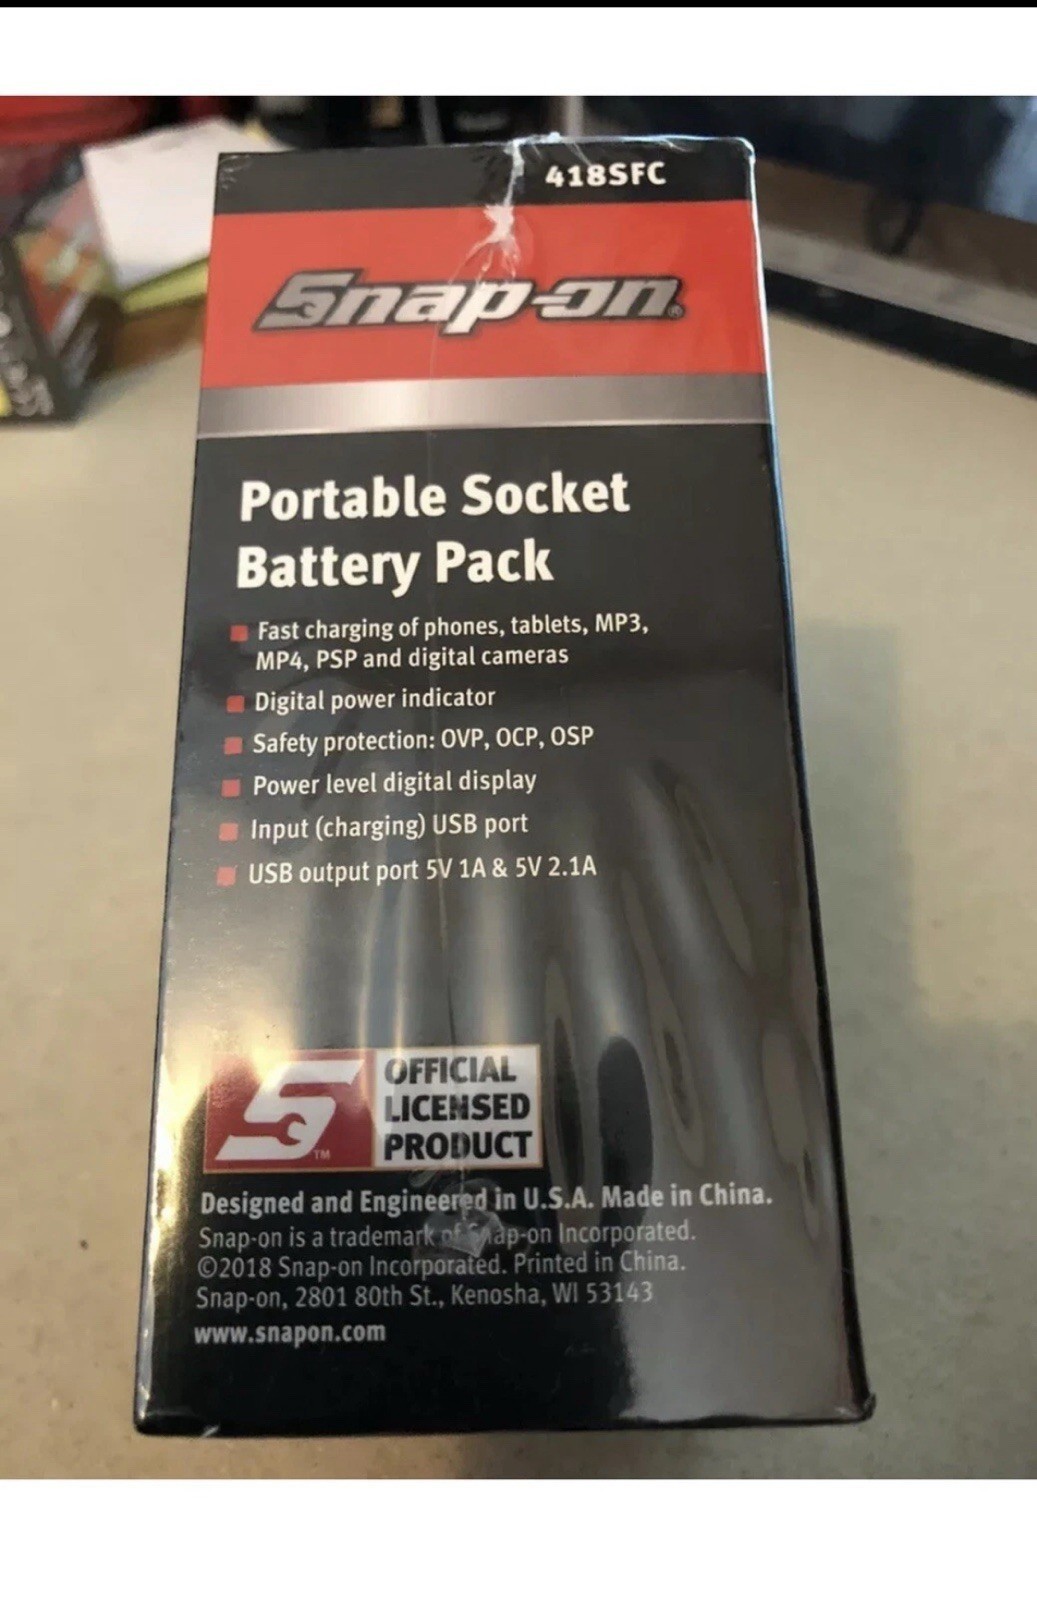 418SFC
Snap-on®
Portable Socket
Battery Pack
Fast charging of phones, tablets, MP3,
MP4, PSP and digital cameras
Digital power indicator
Safety protection: OVP, OCP, OSP
Power level digital display
Input (charging) USB port
USB output port 5V 1A & 5V 2.1A
S™
OFFICIAL
LICENSED
PRODUCT
Designed and Engineered in U.S.A. Made in China.
Snap-on is a trademark of Snap-on Incorporated.
©2018 Snap-on Incorporated. Printed in China.
Snap-on, 2801 80th St., Kenosha, WI 53143
www.snapon.com